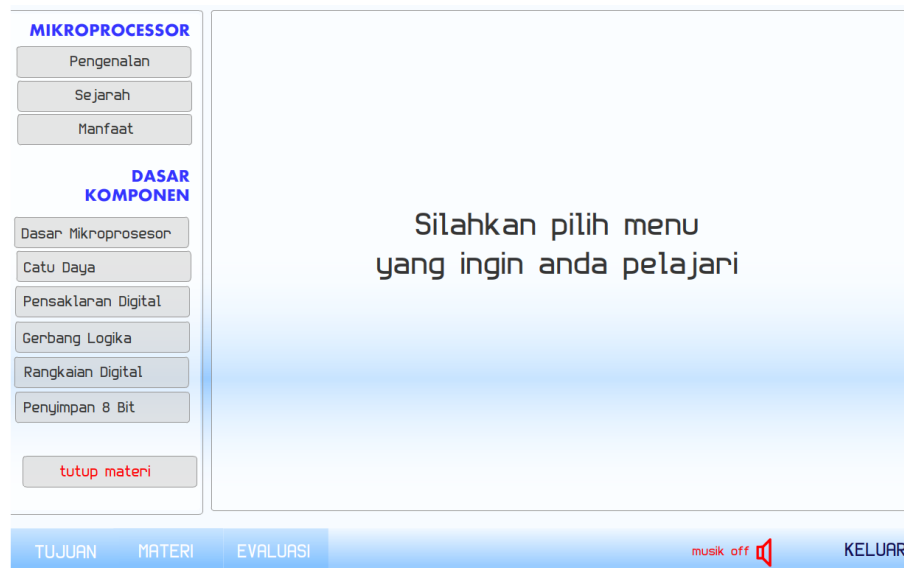 MIKROPROCESSOR
Pengenalan
Sejarah
Manfaat
DASAR
KOMPONEN
Dasar Mikroprosesor
Catu Daya
Pensaklaran Digital
Gerbang Logika
Rangkaian Digital
Penyimpan 8 Bit
tutup materi
Silahkan pilih menu
yang ingin anda pelajari
TUJUAN MATERI EVALUASI musik off KELUAR